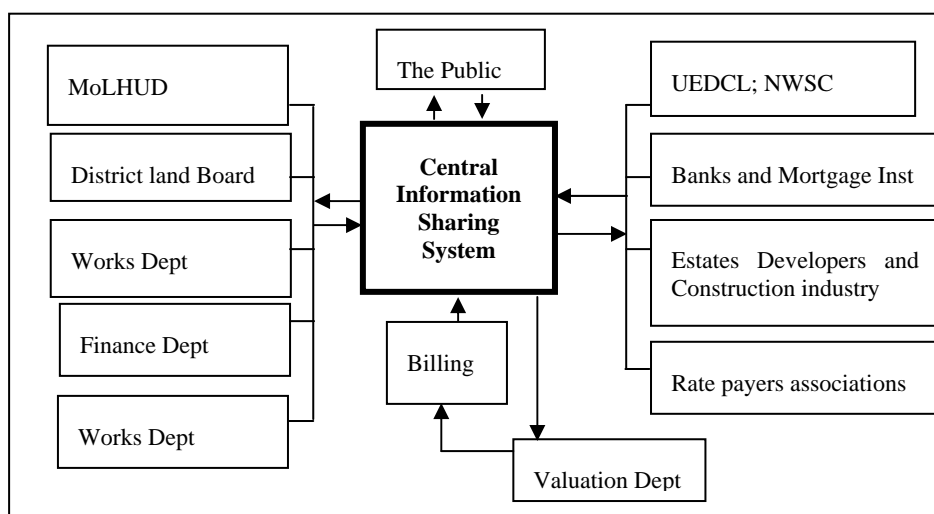 MoLHUD
District land Board
Works Dept
Finance Dept
Works Dept
The Public
Central
Information
Sharing
System
Billing
Valuation Dept
UEDCL; NWSC
Banks and Mortgage Inst
Estates Developers and
Construction industry
Rate payers associations